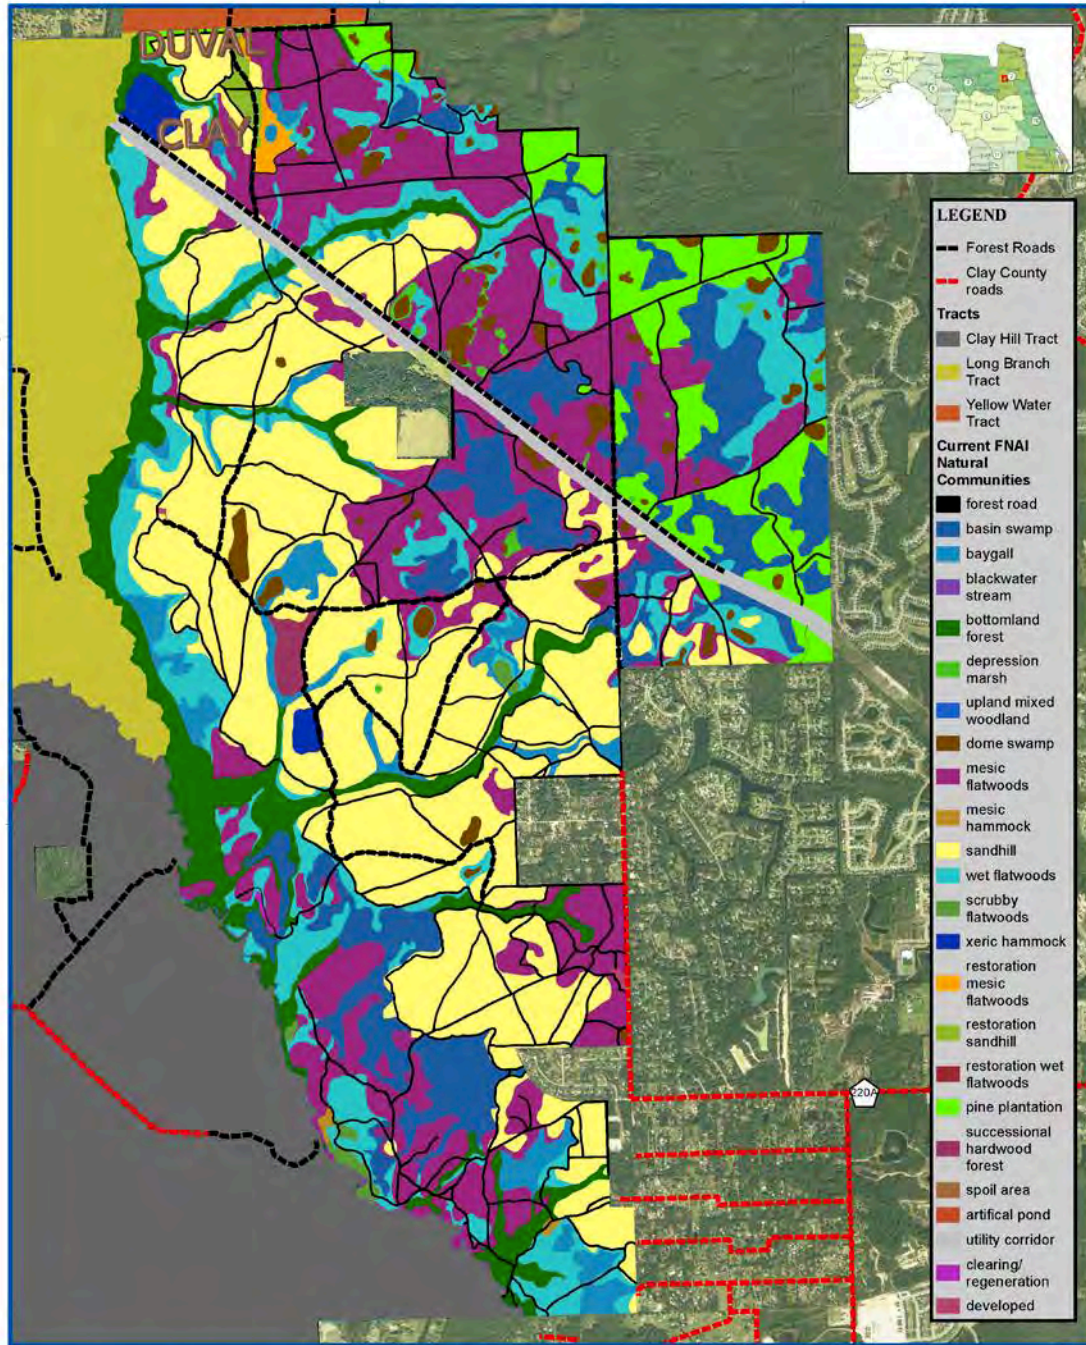 DUVAL
CLAY
LEGEND
Forest Roads
Clay County
roads
Tracts
Clay Hill Tract
Long Branch
Tract
Yellow Water
Tract
Current FNAI
Natural
Communities
forest road
basin swamp
baygall
blackwater
stream
bottomland
forest
depression
marsh
upland mixed
woodland
dome swamp
mesic
flatwoods
mesic
hammock
sandhill
wet flatwoods
scrubby
flatwoods
xeric hammock
restoration
mesic
flatwoods
restoration
sandhill
restoration wet
flatwoods
pine plantation
successional
hardwood
forest
spoil area
artifical pond
utility corridor
clearing/
regeneration
developed
220A